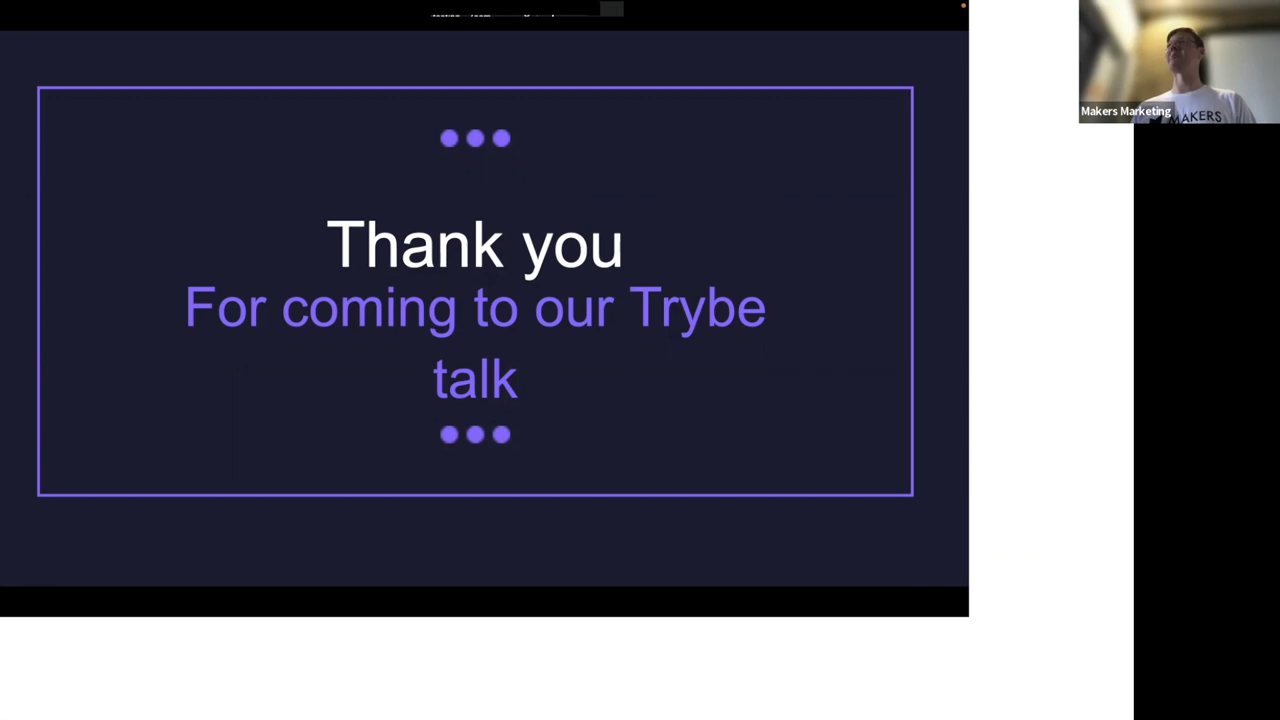 Thank you
For coming to our Trybe
talk
Makers Marketing
MAKERS